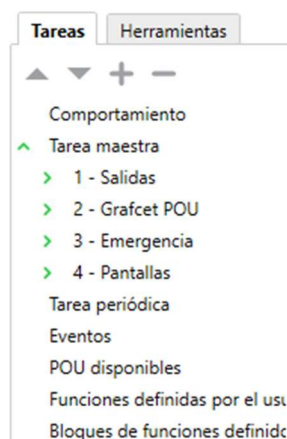 Tareas Herramientas
Comportamiento
Tarea maestra
1 - Salidas
2 - Grafcet POU
3 - Emergencia
4 - Pantallas
Tarea periódica
Eventos
POU disponibles
Funciones definidas por el usu
Bloques de funciones definido